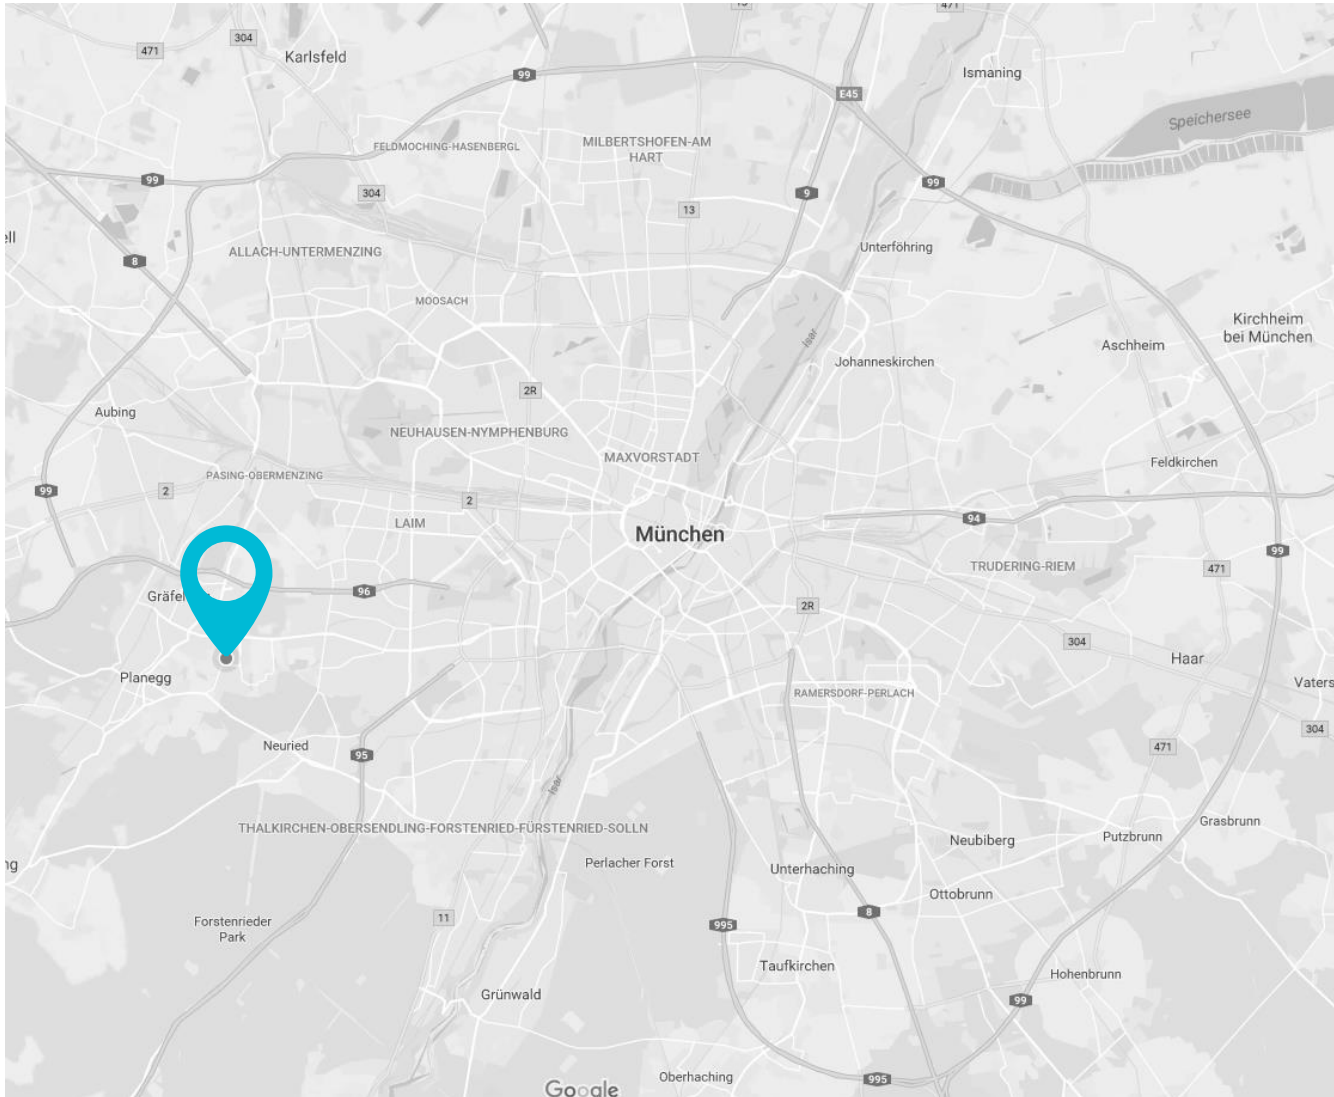 471
304
Karlsfeld
13
471
99
Ismaning
E45
Speichersee
FELDMOCHING-HASENBERGL
MILBERTSHOFEN-AM
HART
99
304
9
99
13
ALLACH-UNTERMENZING
8
Unterföhring
MOOSACH
Isar
Kirchheim
bei München
Aschheim
Johanneskirchen
2R
Aubing
NEUHAUSEN-NYMPHENBURG
MAXVORSTADT
Feldkirchen
PASING-OBERMENZING
99
2
2
LAIM
94
München
99
TRUDERING-RIEM
471
96
2R
304
Haar
Planegg
RAMERSDORF-PERLACH
304
Neuried
95
471
Isar
THALKIRCHEN-OBERSENDLING-FORSTENRIED-FÜRSTENRIED-SOLLN
Grasbrunn
Putzbrunn
Neubiberg
Perlacher Forst
Unterhaching
Ottobrunn
Forstenrieder
Park
11
995
8
Taufkirchen
Hohenbrunn
Grünwald
99
Oberhaching
995
Google